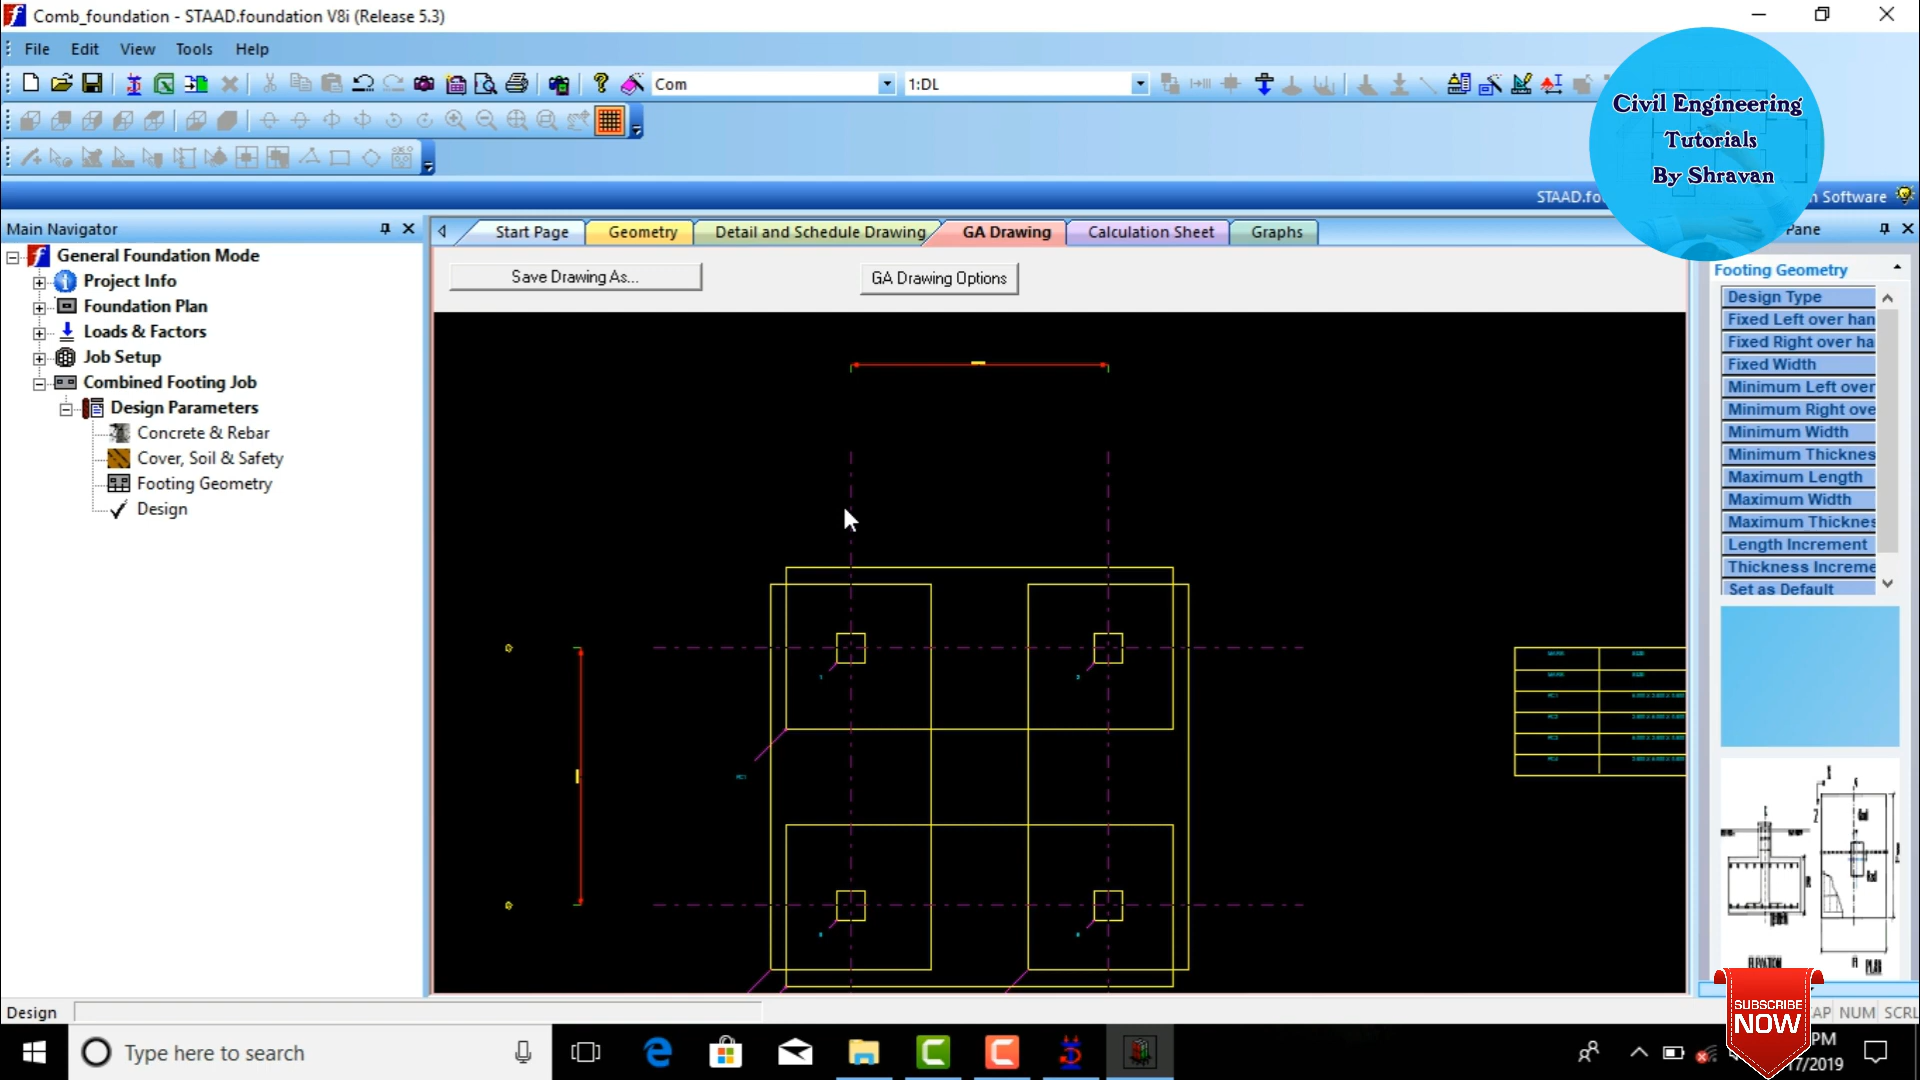 Comb_foundation - STAAD.foundation V8i (Release 5.3)
File Edit View Tools Help
Com
1:DL
Civil Engineering
Tutorials
By Shravan
Software
Main Navigator
Pane
General Foundation Mode
Project Info
Foundation Plan
Loads & Factors
Job Setup
Combined Footing Job
Design Parameters
Concrete & Rebar
Cover, Soil & Safety
Footing Geometry
Design
Start Page
Geometry
Detail and Schedule Drawing
GA Drawing
Calculation Sheet
Graphs
Save Drawing As...
GA Drawing Options
Footing Geometry
Design Type
Fixed Left over han
Fixed Right over ha
Fixed Width
Minimum Left over
Minimum Right ove
Minimum Width
Minimum Thicknes
Maximum Length
Maximum Width
Maximum Thicknes
Length Increment
Thickness Increme
Set as Default
ELEVATION
PLAN
Design
NUM SCRL
SUBSCRIBE
NOW
Type here to search
PM
17/2019